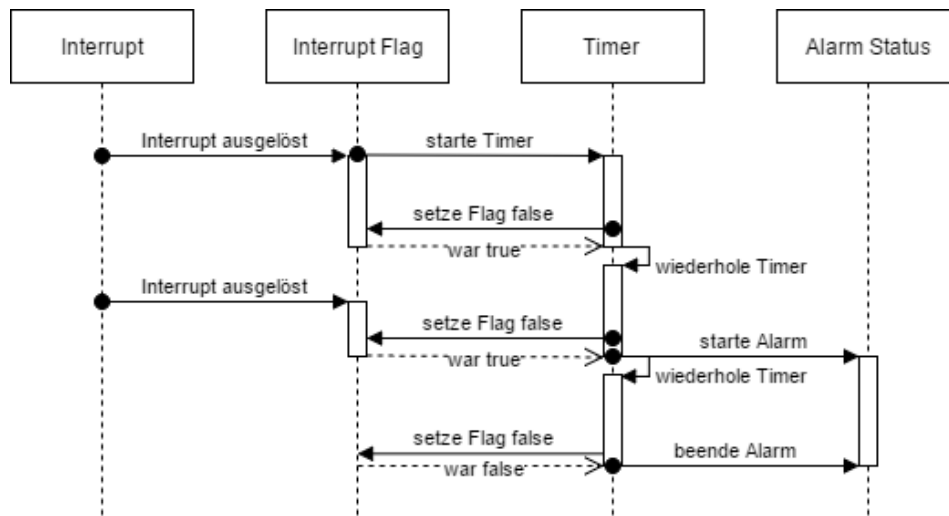 Interrupt
Interrupt Flag
Timer
Alarm Status
Interrupt ausgelöst
starte Timer
setze Flag false
war true
wiederhole Timer
Interrupt ausgelöst
setze Flag false
starte Alarm
war true
wiederhole Timer
setze Flag false
beende Alarm
war false